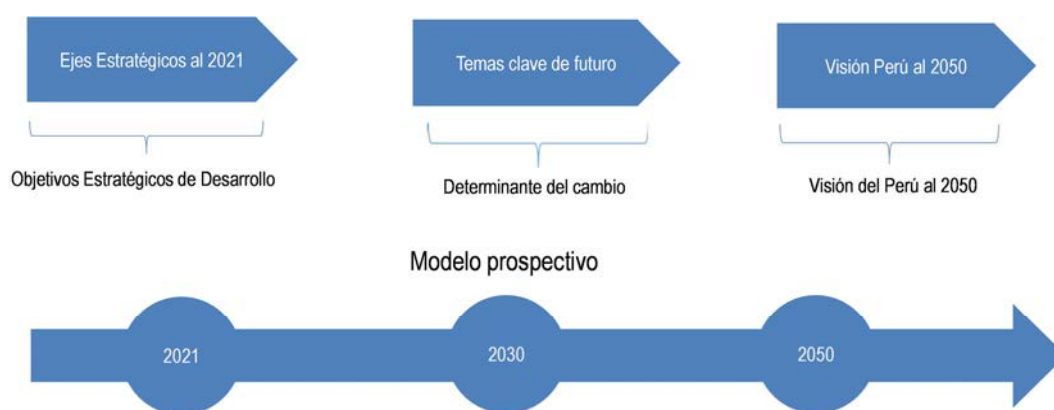 Ejes Estratégicos al 2021
Temas clave de futuro
Visión Perú al 2050
Objetivos Estratégicos de Desarrollo
Determinante del cambio
Visión del Perú al 2050
Modelo prospectivo
2021
2030
2050